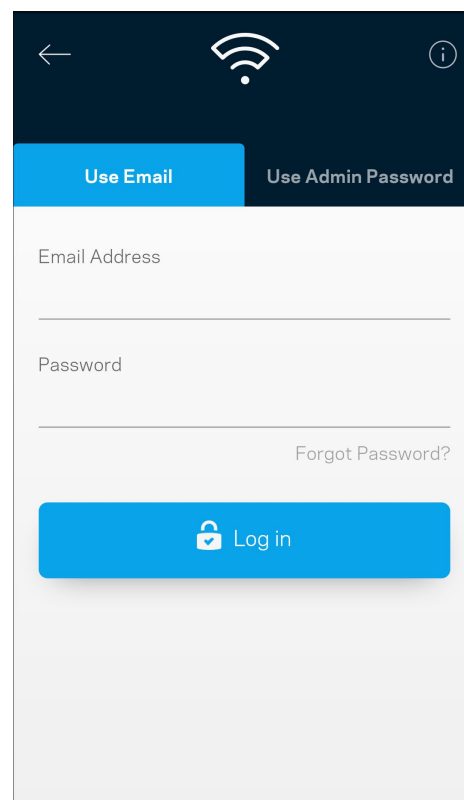 Use Email
Use Admin Password
Email Address
Password
Forgot Password?
Log in